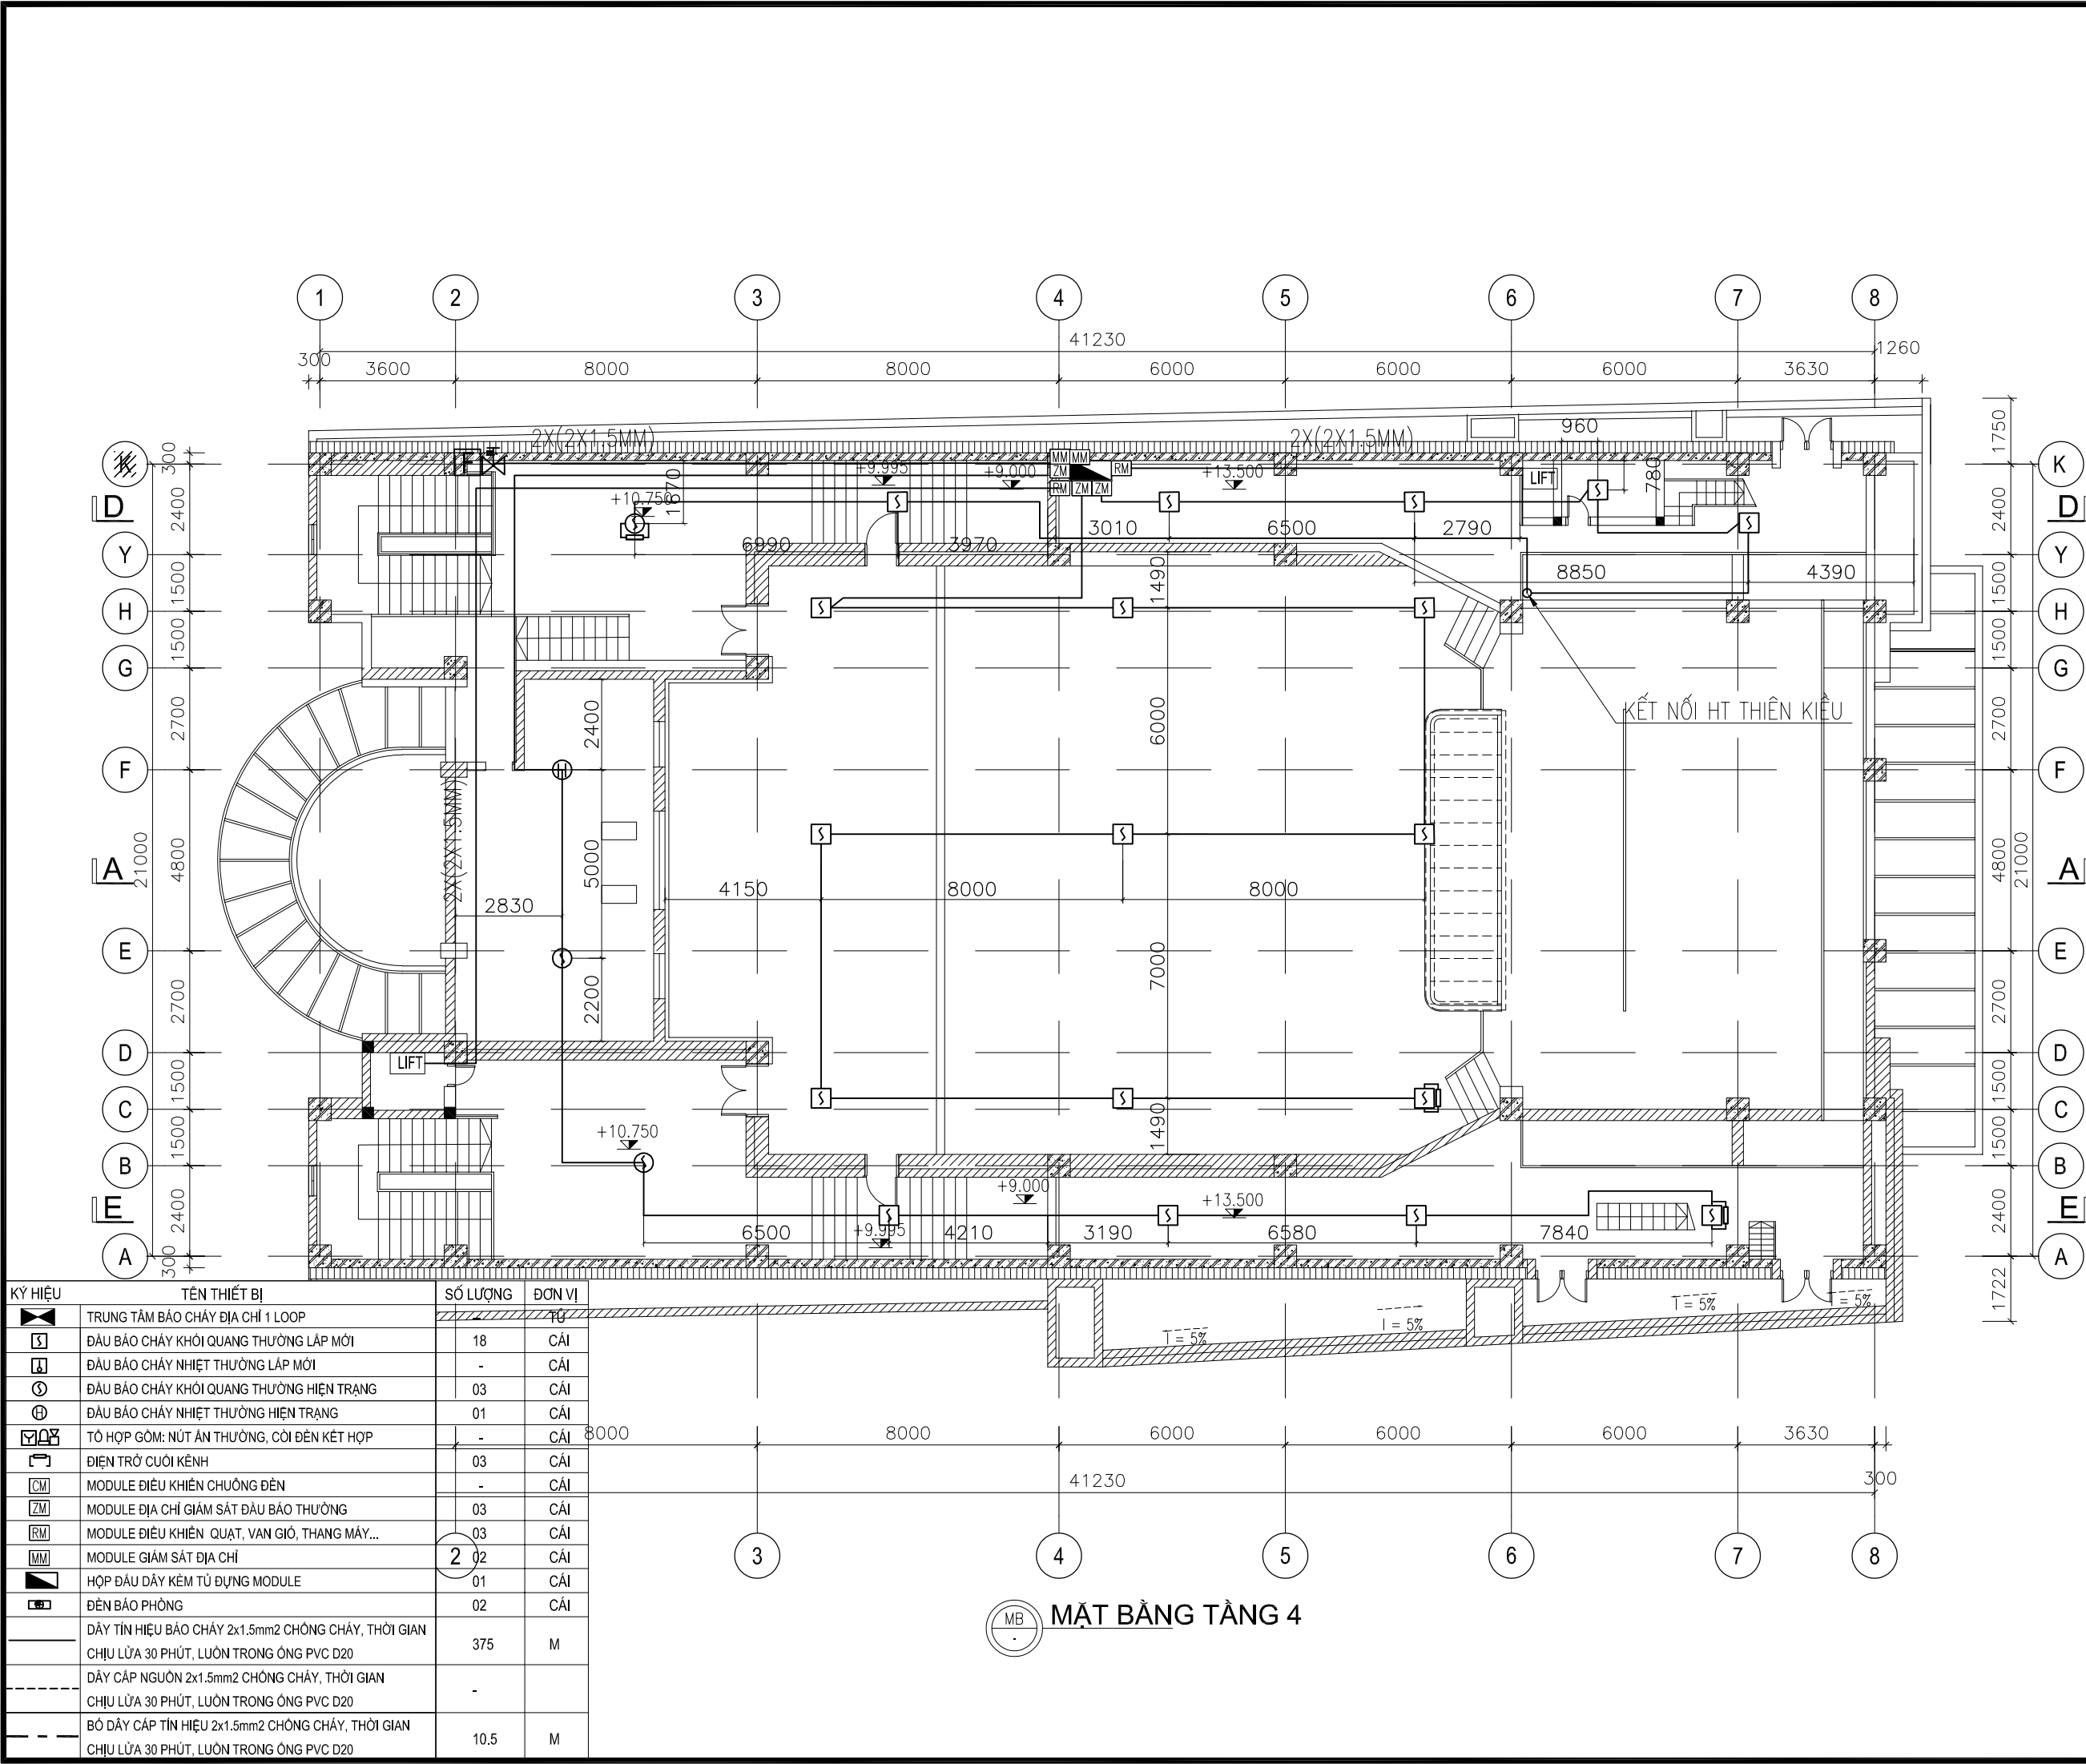 1 2 3 4 5 6 7 8
41230
300 3600 8000 8000 6000 6000 6000 3630 1260
2X(2X1.5MM) 2X(2X1.5MM) 960
K 300 MM MM 1750 K
ZM RM
+9.995 +9.000 +13.500 LIFT 780
RM ZM ZM
D 2400 +10.750 1670 2400 D
3010 6500 2790
Y 6990 3970 Y
1500 1490 8850 4390 1500
H H
1500 1500
G G
KẾT NỐI HT THIÊN KIỀU
2700 2400 6000 2700
F F
2X(2X1.5MM)
21000 4800 5000 4800 21000
A A
4150 8000 8000
2830
E E
2700 2200 7000 2700
D D
LIFT
1500 1500
C C
1500 +10.750 1490 1500
B B
+9.000 +13.500
E 2400 2400 E
6500 +9.995 4210 3190 6580 7840
A 300 A
1722
I = 5% I = 5% I = 5% I = 5%
KÝ HIỆU TÊN THIẾT BỊ SỐ LƯỢNG ĐƠN VỊ
TRUNG TÂM BÁO CHÁY ĐỊA CHỈ 1 LOOP - TỦ
ĐẦU BÁO CHÁY KHÓI QUANG THƯỜNG LẮP MỚI 18 CÁI
ĐẦU BÁO CHÁY NHIỆT THƯỜNG LẮP MỚI - CÁI
ĐẦU BÁO CHÁY KHÓI QUANG THƯỜNG HIỆN TRẠNG 03 CÁI
H ĐẦU BÁO CHÁY NHIỆT THƯỜNG HIỆN TRẠNG 01 CÁI
TỔ HỢP GỒM: NÚT ẤN THƯỜNG, CÒI ĐÈN KẾT HỢP - CÁI
ĐIỆN TRỞ CUỐI KÊNH 03 CÁI
CM MODULE ĐIỀU KHIỂN CHUÔNG ĐÈN - CÁI
ZM MODULE ĐỊA CHỈ GIÁM SÁT ĐẦU BÁO THƯỜNG 03 CÁI
RM MODULE ĐIỀU KHIỂN QUẠT, VAN GIÓ, THANG MÁY... 03 CÁI
MM MODULE GIÁM SÁT ĐỊA CHỈ 02 CÁI
HỘP ĐẤU DÂY KÈM TỦ ĐỰNG MODULE 01 CÁI
ĐÈN BÁO PHÒNG 02 CÁI
DÂY TÍN HIỆU BÁO CHÁY 2x1.5mm2 CHỐNG CHÁY, THỜI GIAN
CHỊU LỬA 30 PHÚT, LUỒN TRONG ỐNG PVC D20 375 M
DÂY CẤP NGUỒN 2x1.5mm2 CHỐNG CHÁY, THỜI GIAN
CHỊU LỬA 30 PHÚT, LUỒN TRONG ỐNG PVC D20 -
BÓ DÂY CÁP TÍN HIỆU 2x1.5mm2 CHỐNG CHÁY, THỜI GIAN
CHỊU LỬA 30 PHÚT, LUỒN TRONG ỐNG PVC D20 10.5 M
8000 8000 6000 6000 6000 3630
41230 300
2 3 4 5 6 7 8
MB
-
MẶT BẰNG TẦNG 4